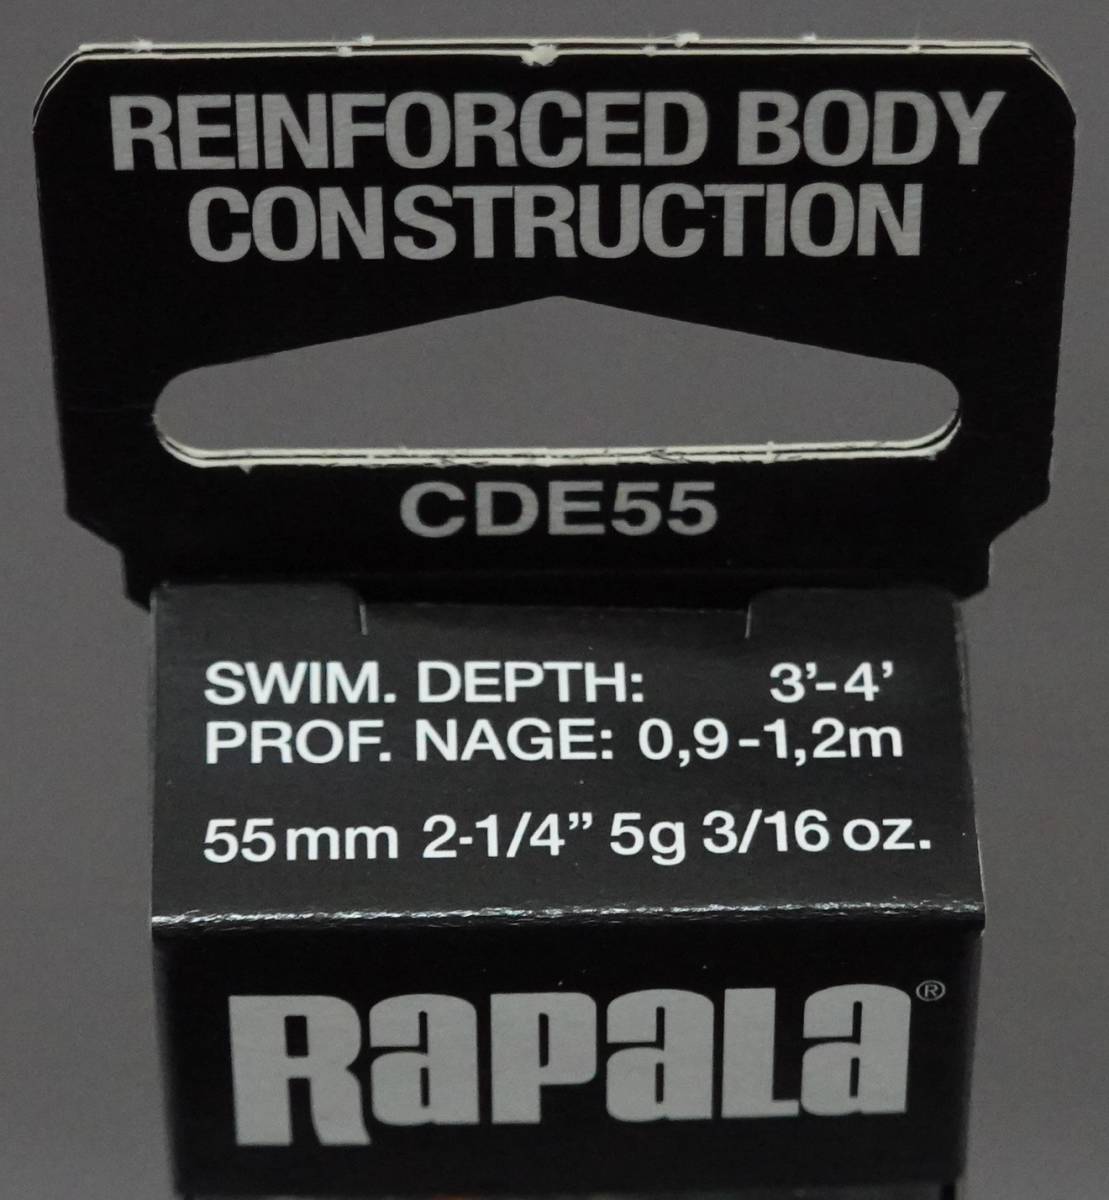 REINFORCED BODY
CONSTRUCTION
CDE55
SWIM. DEPTH: 3’-4’
PROF. NAGE: 0,9-1,2m
55mm 2-1/4” 5g 3/16 oz.
RAPALA®